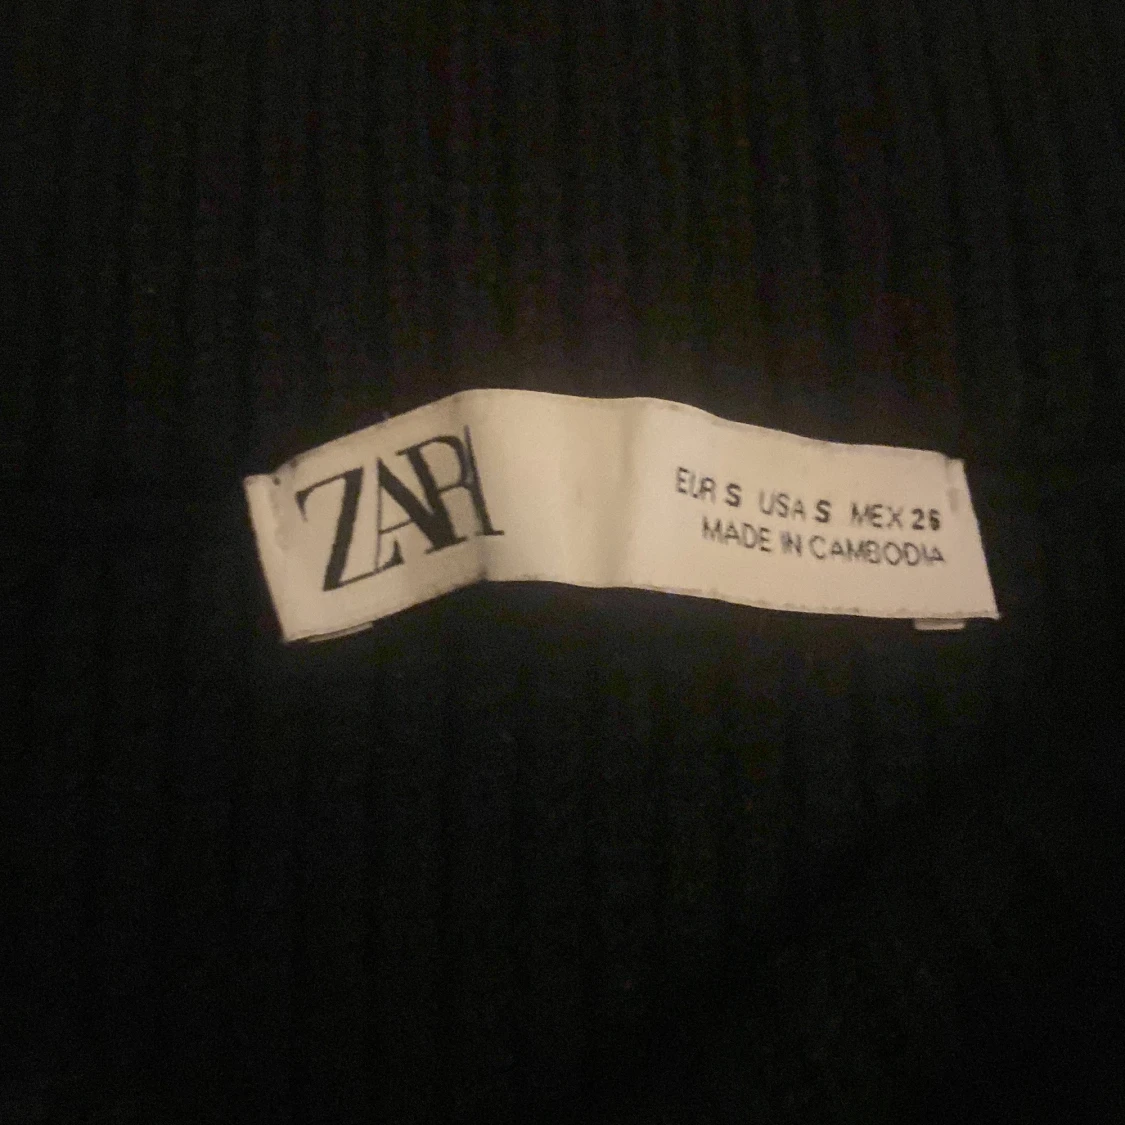 ZARA
EUR S USA S MEX 26
MADE IN CAMBODIA